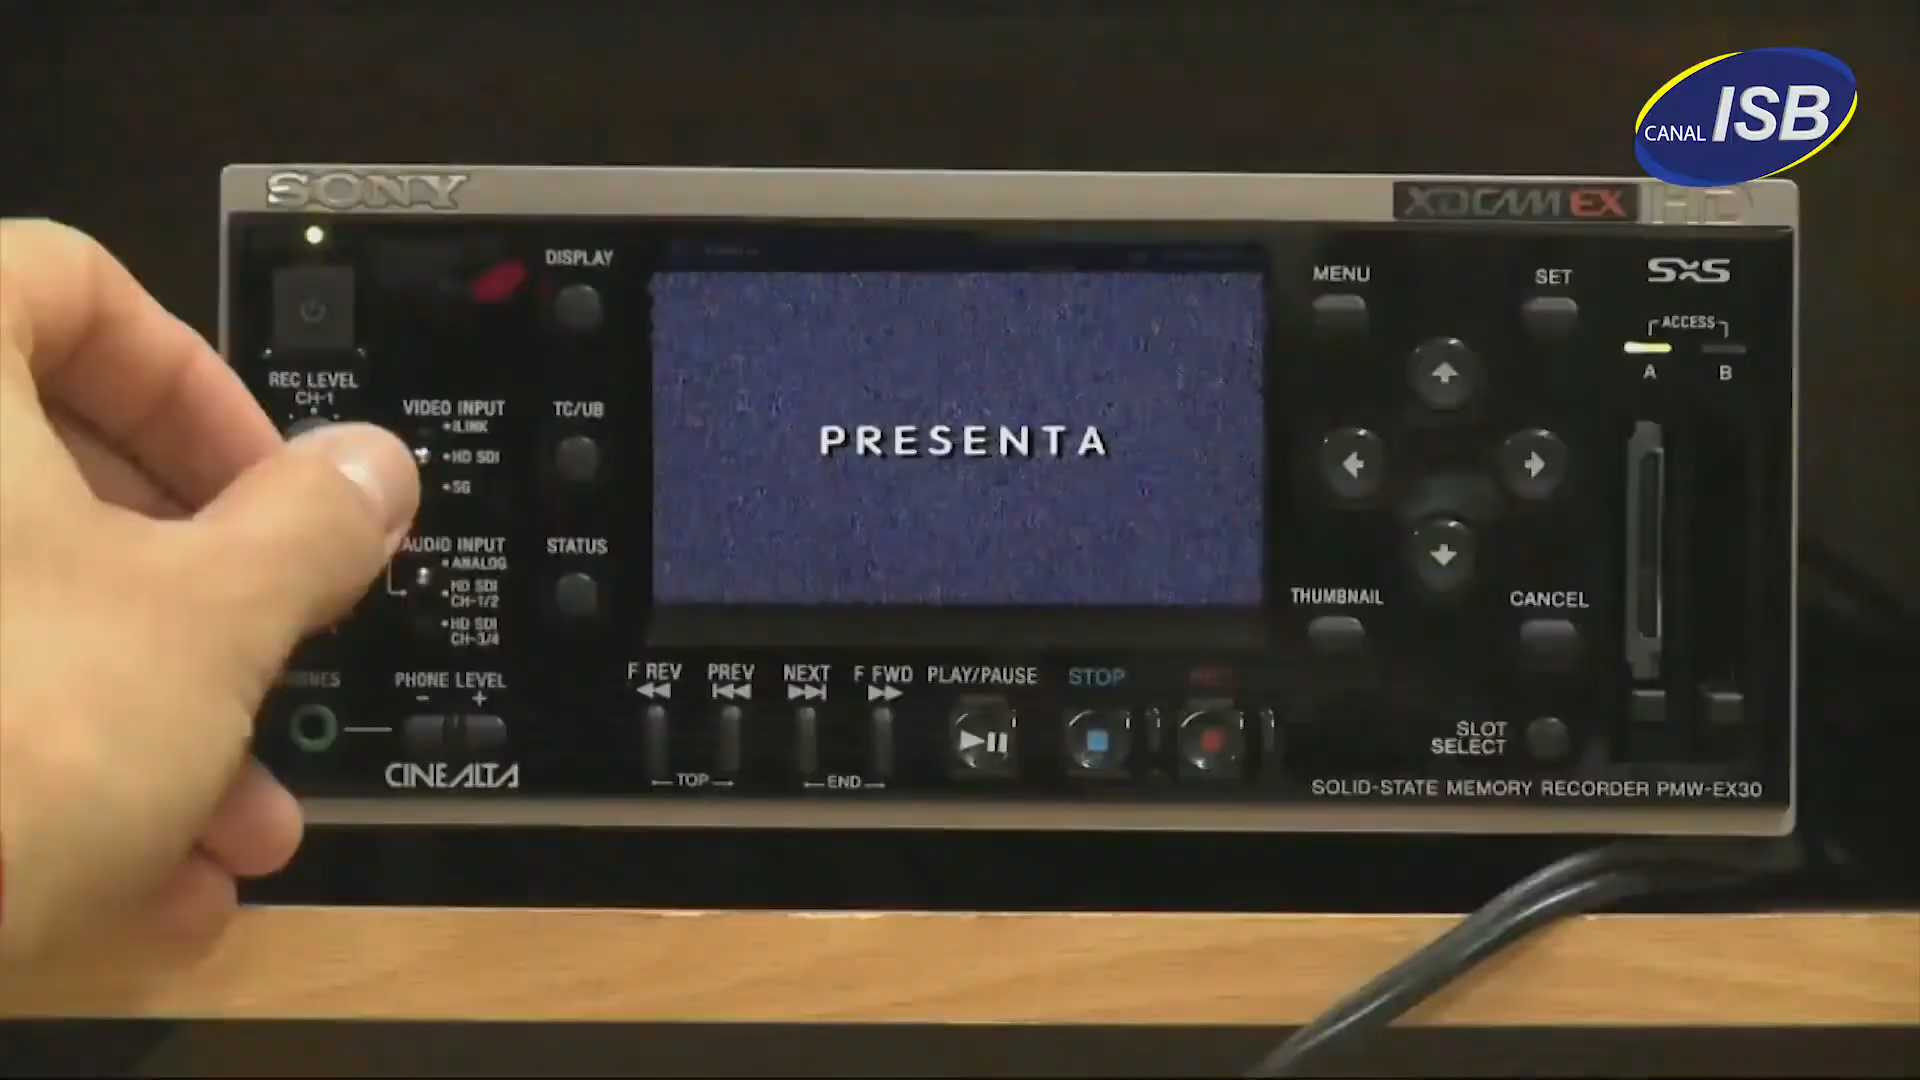 CANAL ISB
SONY
XDCAM EX HD
DISPLAY
MENU
SET
SxS
ACCESS
A
B
REC LEVEL
CH-1
VIDEO INPUT
iLINK
HD SDI
SG
TC/UB
PRESENTA
AUDIO INPUT
ANALOG
HD SDI
CH-1/2
HD SDI
CH-3/4
STATUS
THUMBNAIL
CANCEL
PHONE LEVEL
- +
F REV
PREV
NEXT
F FWD
PLAY/PAUSE
STOP
REC
TOP
END
SLOT
SELECT
CINEALTA
SOLID-STATE MEMORY RECORDER PMW-EX30